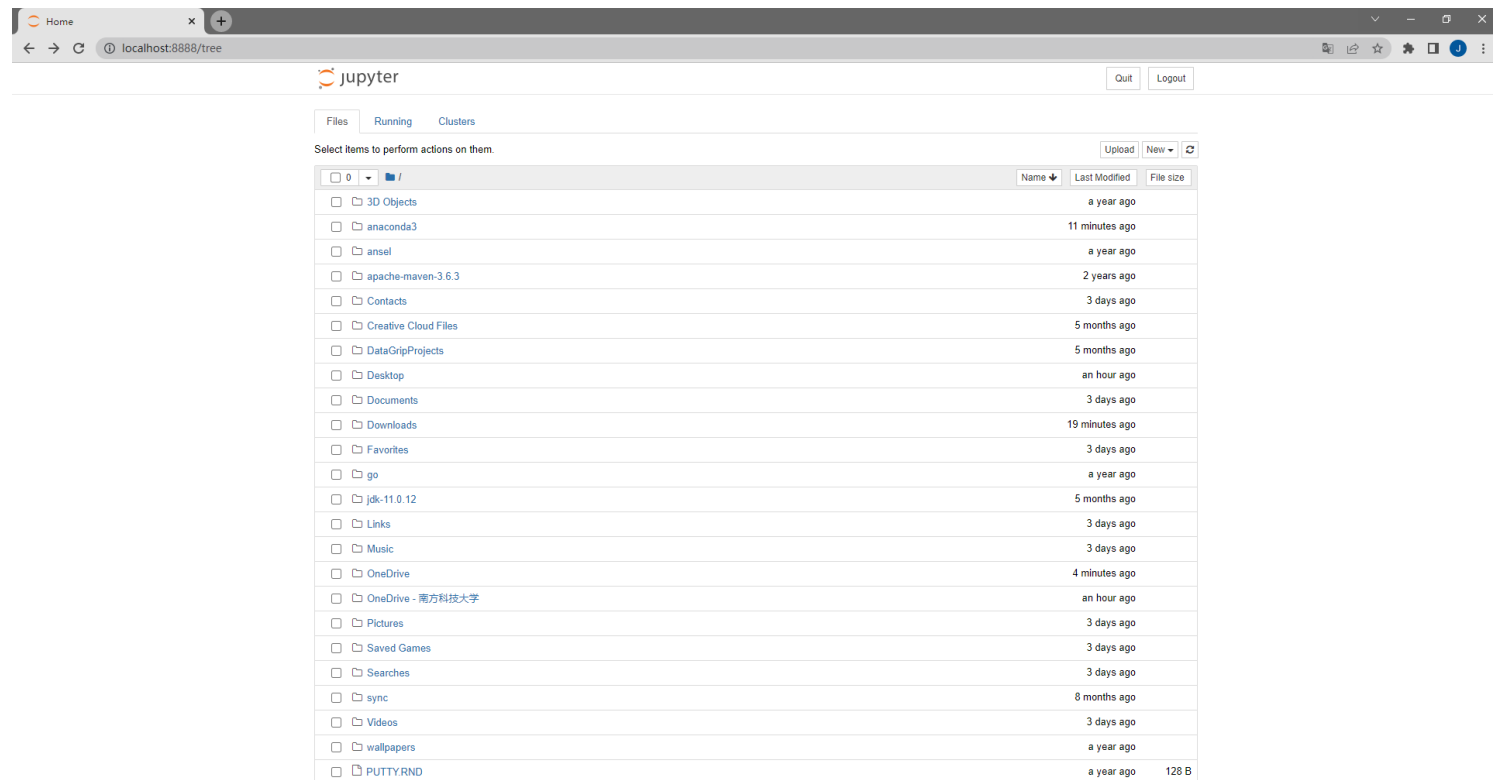 Home
localhost:8888/tree
J
jupyter
Quit Logout
Files Running Clusters
Select items to perform actions on them.
Upload New
0 /
Name Last Modified File size
3D Objects a year ago
anaconda3 11 minutes ago
ansel a year ago
apache-maven-3.6.3 2 years ago
Contacts 3 days ago
Creative Cloud Files 5 months ago
DataGripProjects 5 months ago
Desktop an hour ago
Documents 3 days ago
Downloads 19 minutes ago
Favorites 3 days ago
go a year ago
jdk-11.0.12 5 months ago
Links 3 days ago
Music 3 days ago
OneDrive 4 minutes ago
OneDrive - 南方科技大学 an hour ago
Pictures 3 days ago
Saved Games 3 days ago
Searches 3 days ago
sync 8 months ago
Videos 3 days ago
wallpapers a year ago
PUTTY.RND a year ago 128 B